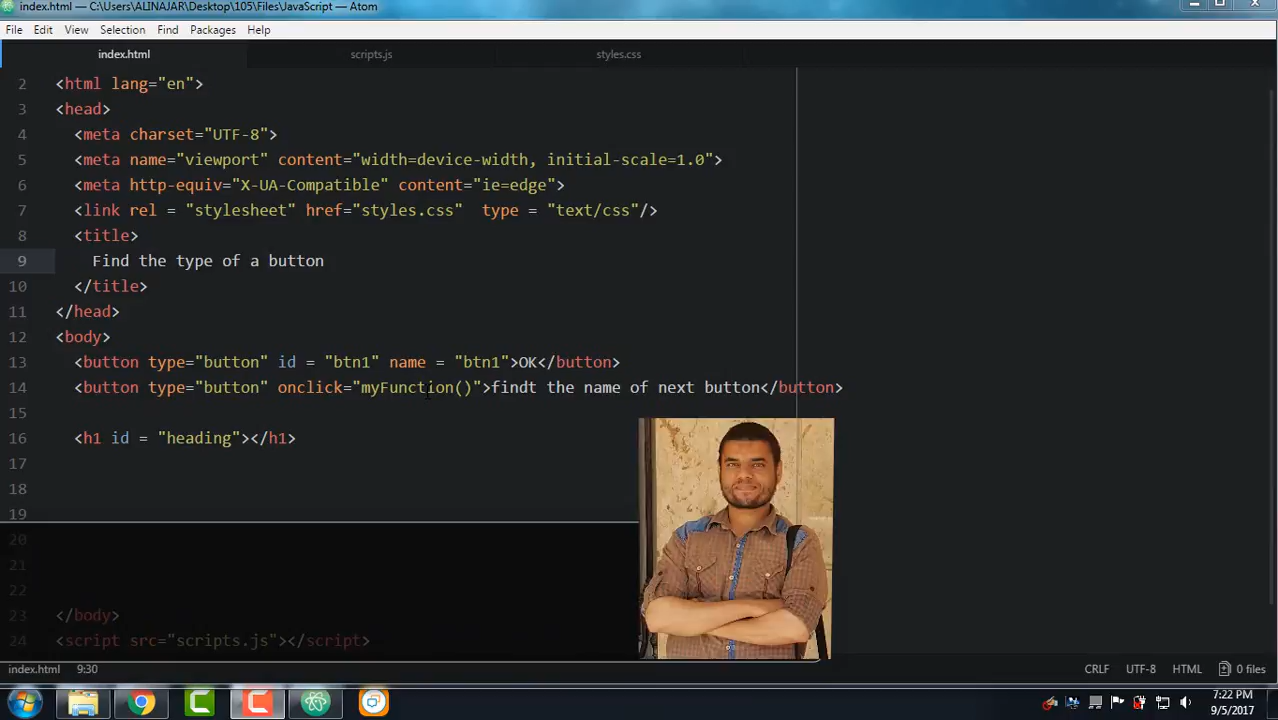 index.html — C:\Users\ALINAJAR\Desktop\105\Files\JavaScript — Atom
File Edit View Selection Find Packages Help
index.html scripts.js styles.css
2 <html lang="en">
3 <head>
4 <meta charset="UTF-8">
5 <meta name="viewport" content="width=device-width, initial-scale=1.0">
6 <meta http-equiv="X-UA-Compatible" content="ie=edge">
7 <link rel = "stylesheet" href="styles.css" type = "text/css"/>
8 <title>
9 Find the type of a button
10 </title>
11 </head>
12 <body>
13 <button type="button" id = "btn1" name = "btn1">OK</button>
14 <button type="button" onclick="myFunction()">findt the name of next button</button>
15
16 <h1 id = "heading"></h1>
17
18
19
20
21
22
23 </body>
24 <script src="scripts.js"></script>
index.html 9:30 CRLF UTF-8 HTML 0 files
7:22 PM
9/5/2017